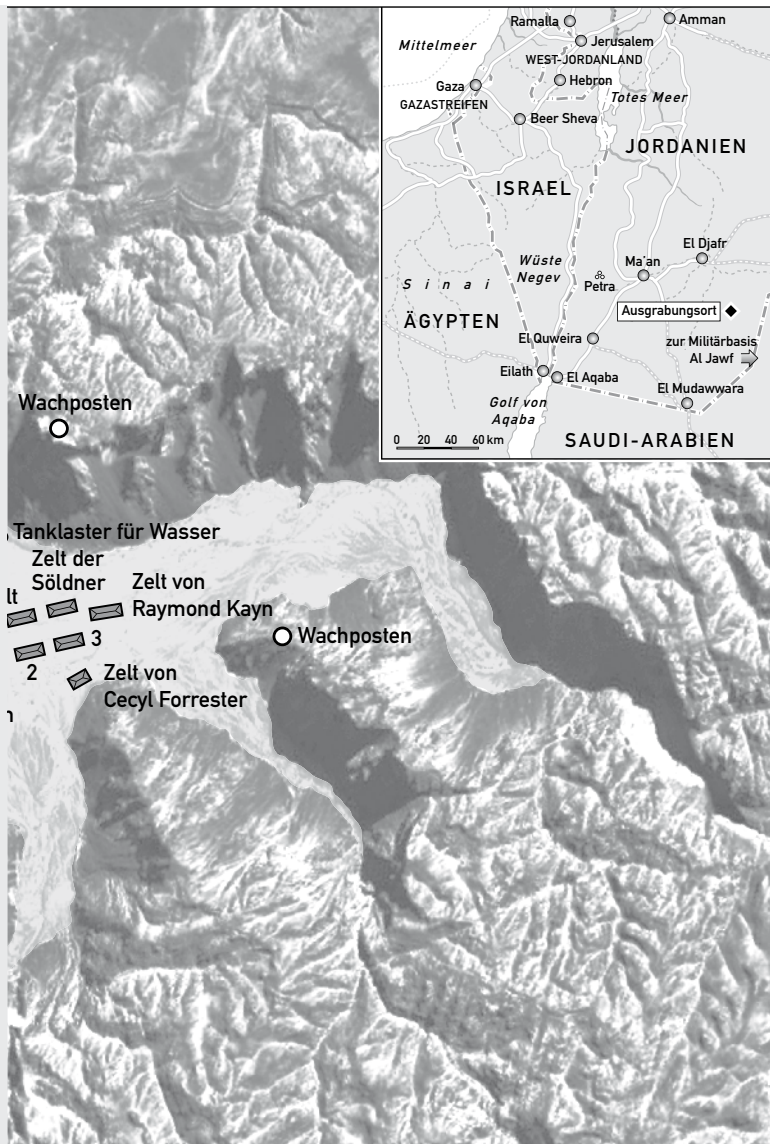 Ramalla
Amman
Jerusalem
Mittelmeer
WEST-JORDANLAND
Hebron
Gaza
GAZASTREIFEN
Totes Meer
Beer Sheva
JORDANIEN
ISRAEL
El Djafr
Wüste
Negev
Ma'an
Sinai
Petra
ÄGYPTEN
Ausgrabungsort
El Quweira
zur Militärbasis
Al Jawf
Eilath
El Aqaba
El Mudawwara
Golf von
Aqaba
0 20 40 60 km
SAUDI-ARABIEN
Wachposten
Tanklaster für Wasser
Zelt der
Söldner
lt
Zelt von
Raymond Kayn
3
Wachposten
2
Zelt von
Cecyl Forrester